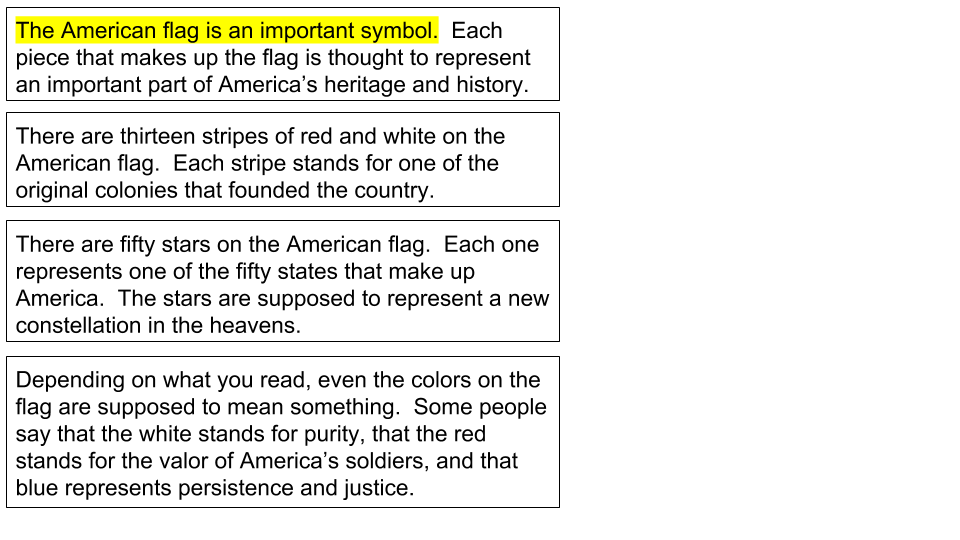 The American flag is an important symbol.  Each
piece that makes up the flag is thought to represent
an important part of America’s heritage and history.
There are thirteen stripes of red and white on the
American flag.  Each stripe stands for one of the
original colonies that founded the country.
There are fifty stars on the American flag.  Each one
represents one of the fifty states that make up
America.  The stars are supposed to represent a new
constellation in the heavens.
Depending on what you read, even the colors on the
flag are supposed to mean something.  Some people
say that the white stands for purity, that the red
stands for the valor of America’s soldiers, and that
blue represents persistence and justice.